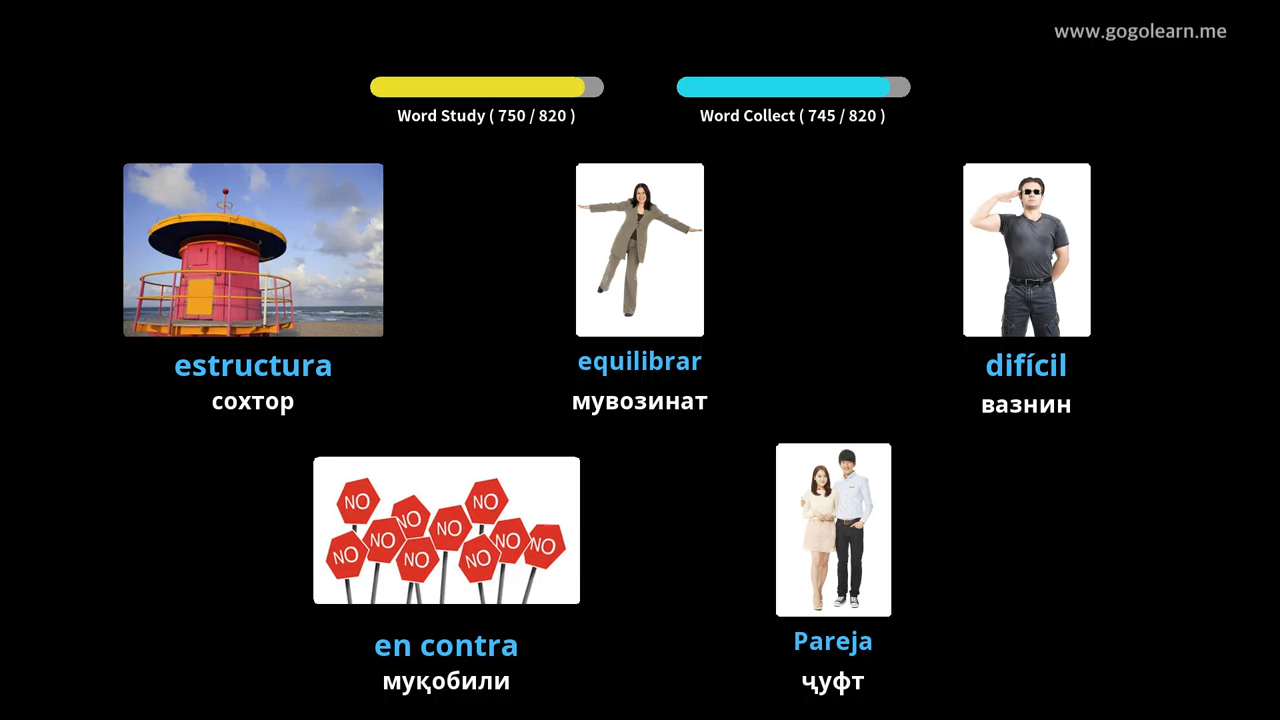 www.gogolearn.me
Word Study ( 750 / 820 )
Word Collect ( 745 / 820 )
estructura
сохтор
equilibrar
мувозинат
difícil
вазнин
NO
NO
NO
NO
NO
NO
NO
NO
NO
NO
en contra
муқобили
Pareja
ҷуфт